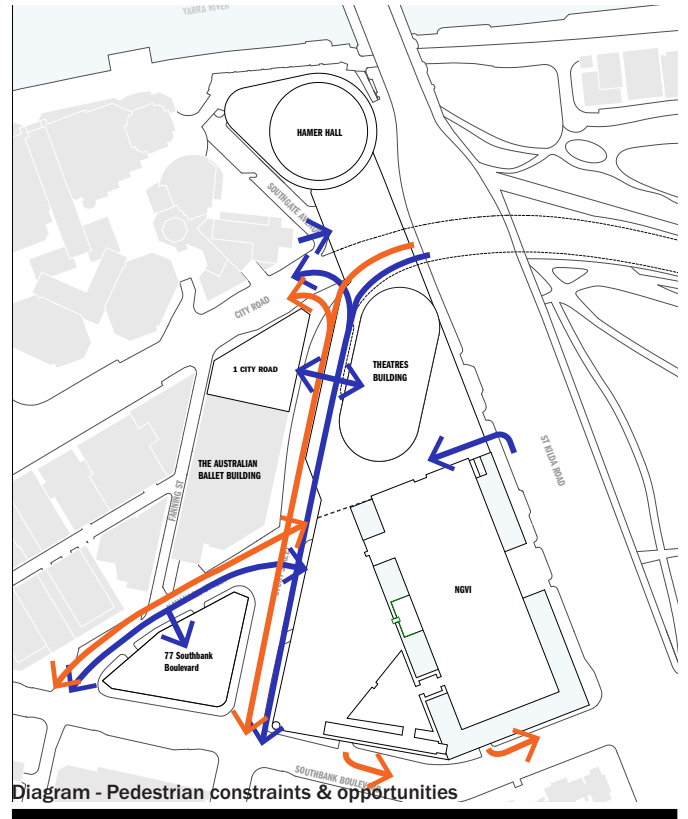 YARRA RIVER
HAMER HALL
SOUTHGATE AVENUE
CITY ROAD
1 CITY ROAD
THEATRES
BUILDING
ST KILDA ROAD
THE AUSTRALIAN
BALLET BUILDING
FANNING ST
NGVI
77 Southbank
Boulevard
SOUTHBANK BOULEVARD
Diagram - Pedestrian constraints & opportunities